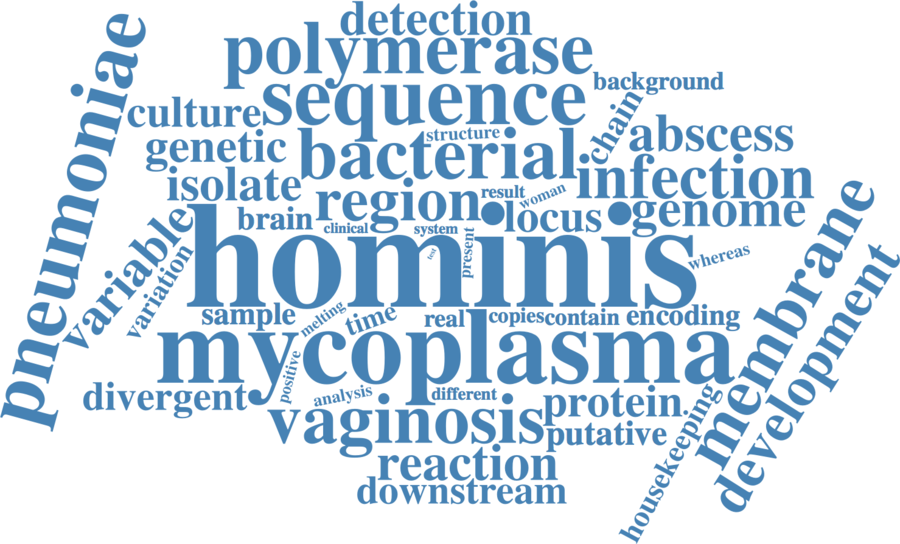 detection
polymerase
background
pneumoniae
sequence
culture
chain
structure
abscess
genetic
bacterial
infection
isolate
region
result
woman
locus
genome
variable
brain
clinical
system
hominis
variation
present
whereas
membrane
development
sample
melting
time
real
copies
contain
encoding
mycoplasma
positive
divergent
analysis
different
protein
housekeeping
vaginosis
putative
reaction
downstream